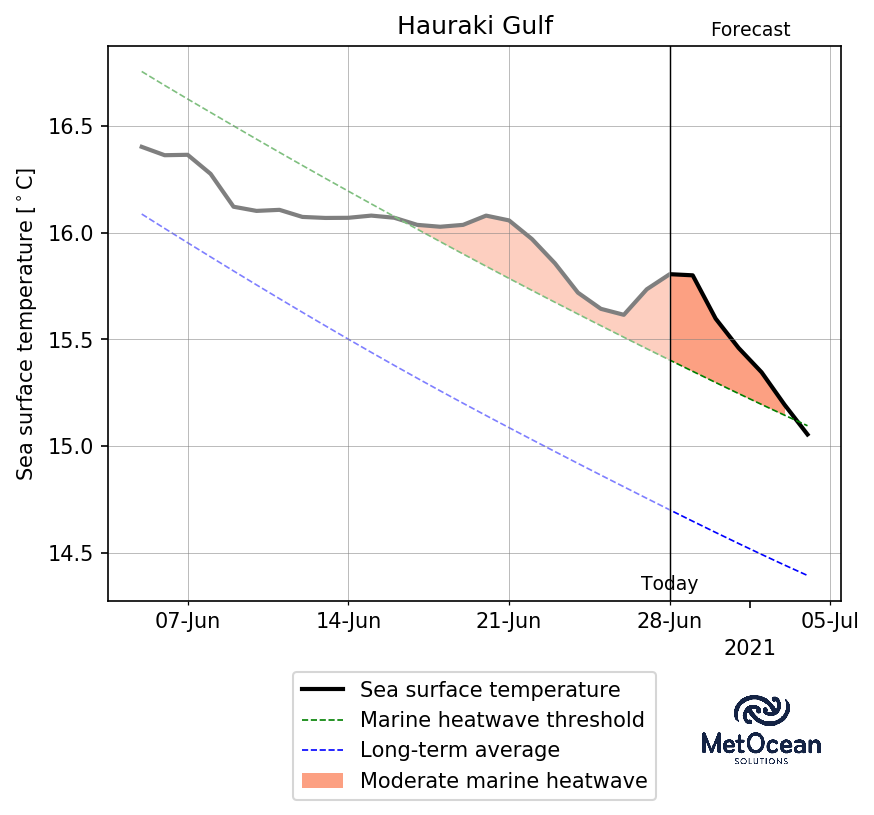 Hauraki Gulf
Forecast
Sea surface temperature [°C]
16.5
16.0
15.5
15.0
14.5
Today
07-Jun 14-Jun 21-Jun 28-Jun 05-Jul
2021
Sea surface temperature
Marine heatwave threshold
Long-term average
Moderate marine heatwave
MetOcean
SOLUTIONS